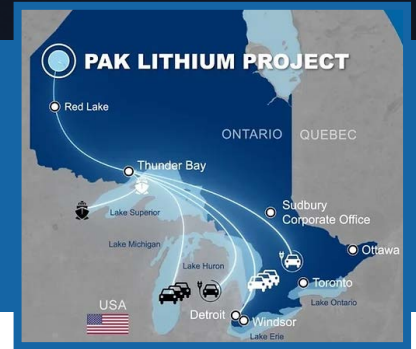 PAK LITHIUM PROJECT
Red Lake
ONTARIO QUEBEC
Thunder Bay
Sudbury
Corporate Office
Lake Superior
Lake Michigan
Ottawa
Lake Huron
Toronto
Lake Ontario
USA
Detroit
Windsor
Lake Erie